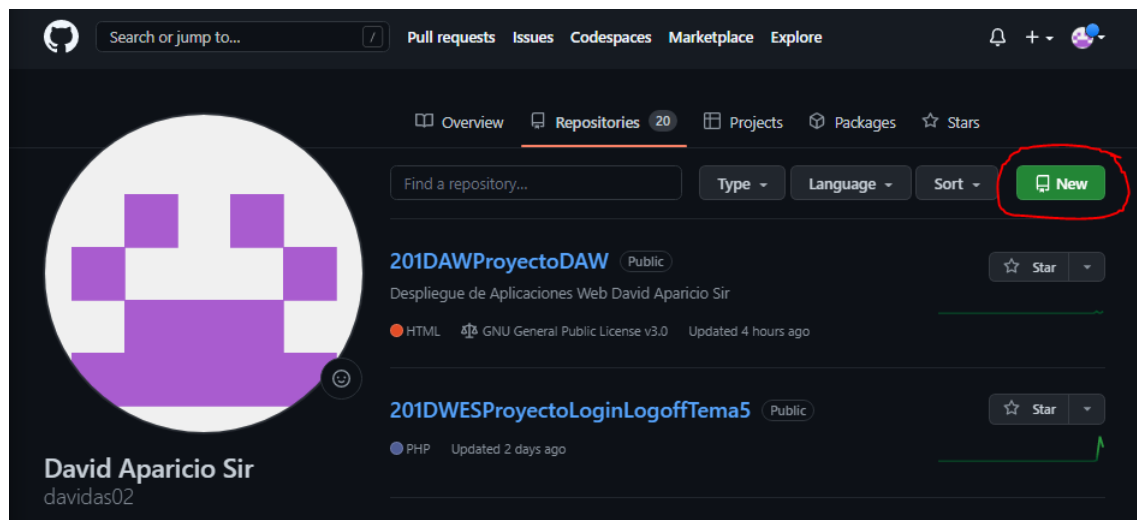 Search or jump to... / Pull requests Issues Codespaces Marketplace Explore
Overview Repositories 20 Projects Packages Stars
Find a repository... Type Language Sort New
201DAWProyectoDAW Public Star
Despliegue de Aplicaciones Web David Aparicio Sir
HTML GNU General Public License v3.0 Updated 4 hours ago
201DWESProyectoLoginLogoffTema5 Public Star
PHP Updated 2 days ago
David Aparicio Sir
davidas02